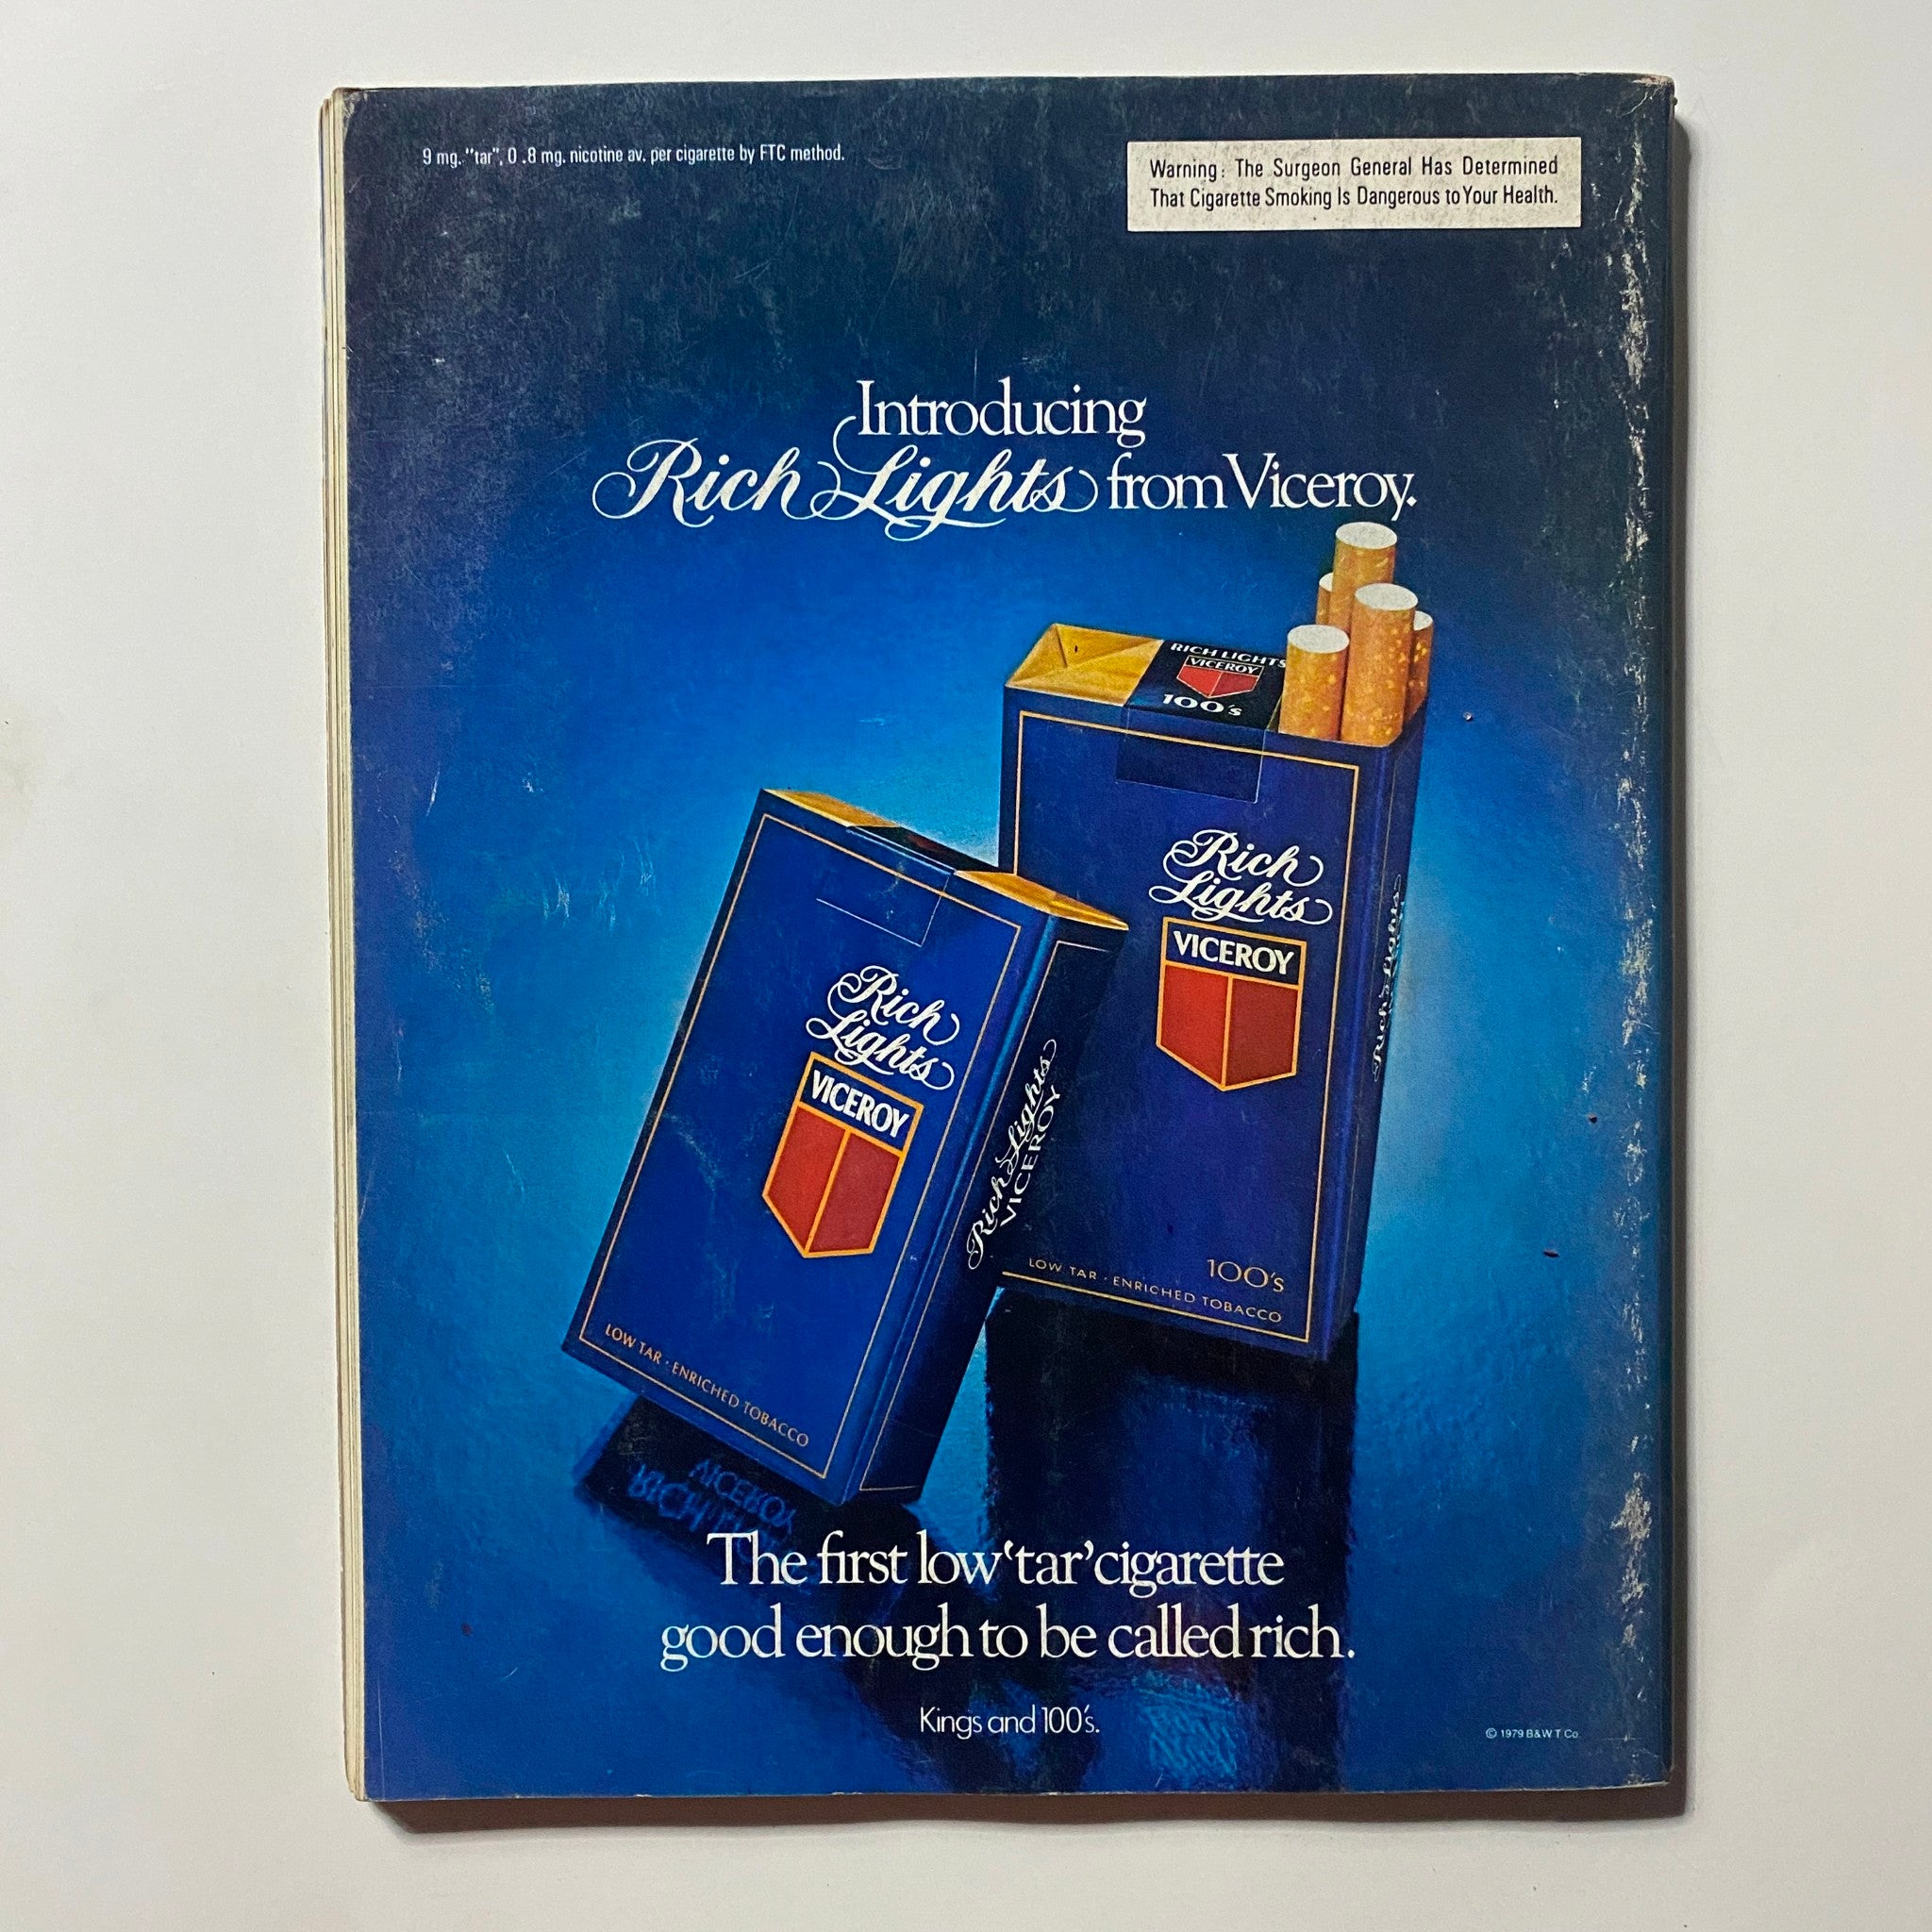 9 mg. "tar", 0.8 mg. nicotine av. per cigarette by FTC method.
Warning: The Surgeon General Has Determined
That Cigarette Smoking Is Dangerous to Your Health.
Introducing
Rich Lights from Viceroy.
RICH LIGHTS
VICEROY
100's
Rich
Lights
VICEROY
100's
LOW TAR · ENRICHED TOBACCO
Rich Lights
Rich
Lights
VICEROY
LOW TAR · ENRICHED TOBACCO
Rich Lights
VICEROY
VICEROY
The first low 'tar' cigarette
good enough to be called rich.
Kings and 100's.
© 1979 B&W T Co.